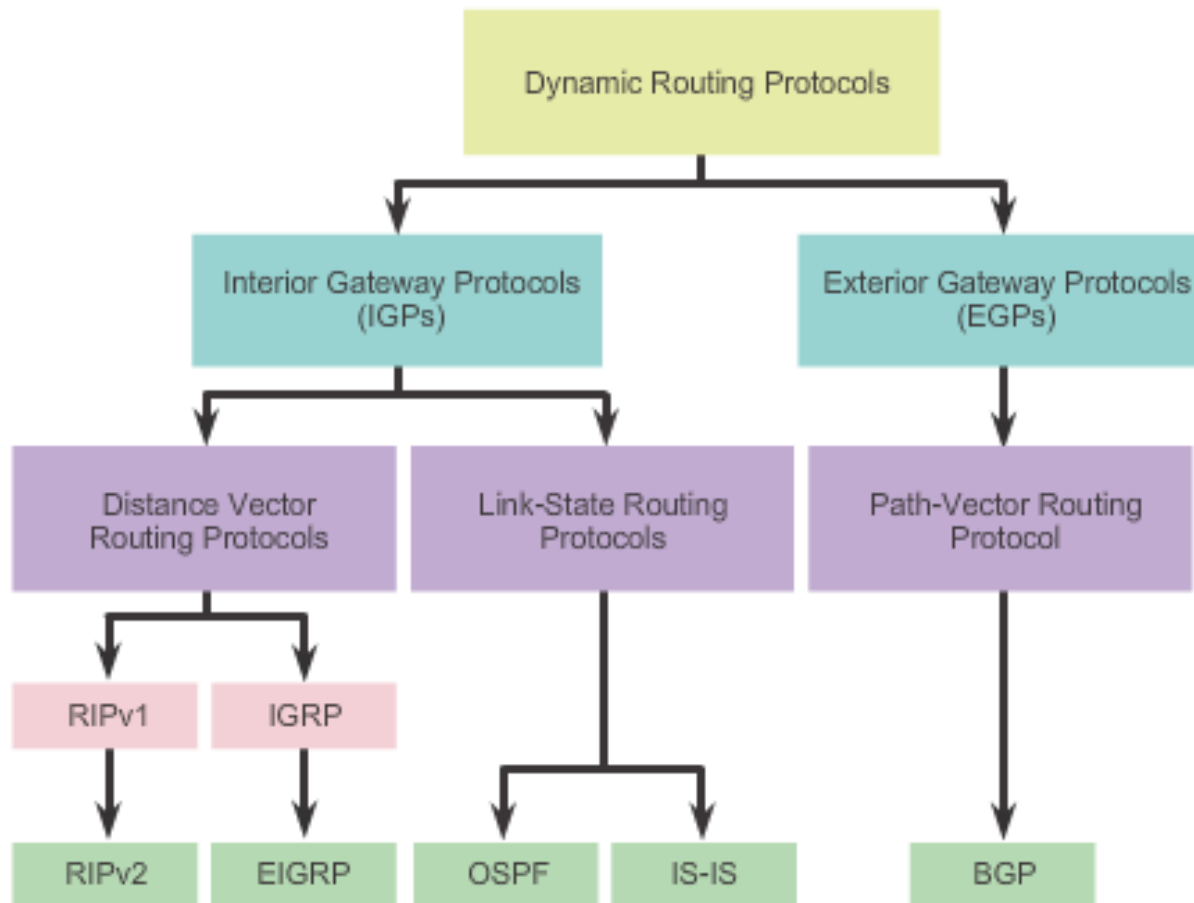 Dynamic Routing Protocols
Interior Gateway Protocols
(IGPs)
Exterior Gateway Protocols
(EGPs)
Distance Vector
Routing Protocols
Link-State Routing
Protocols
Path-Vector Routing
Protocol
RIPv1
IGRP
RIPv2
EIGRP
OSPF
IS-IS
BGP